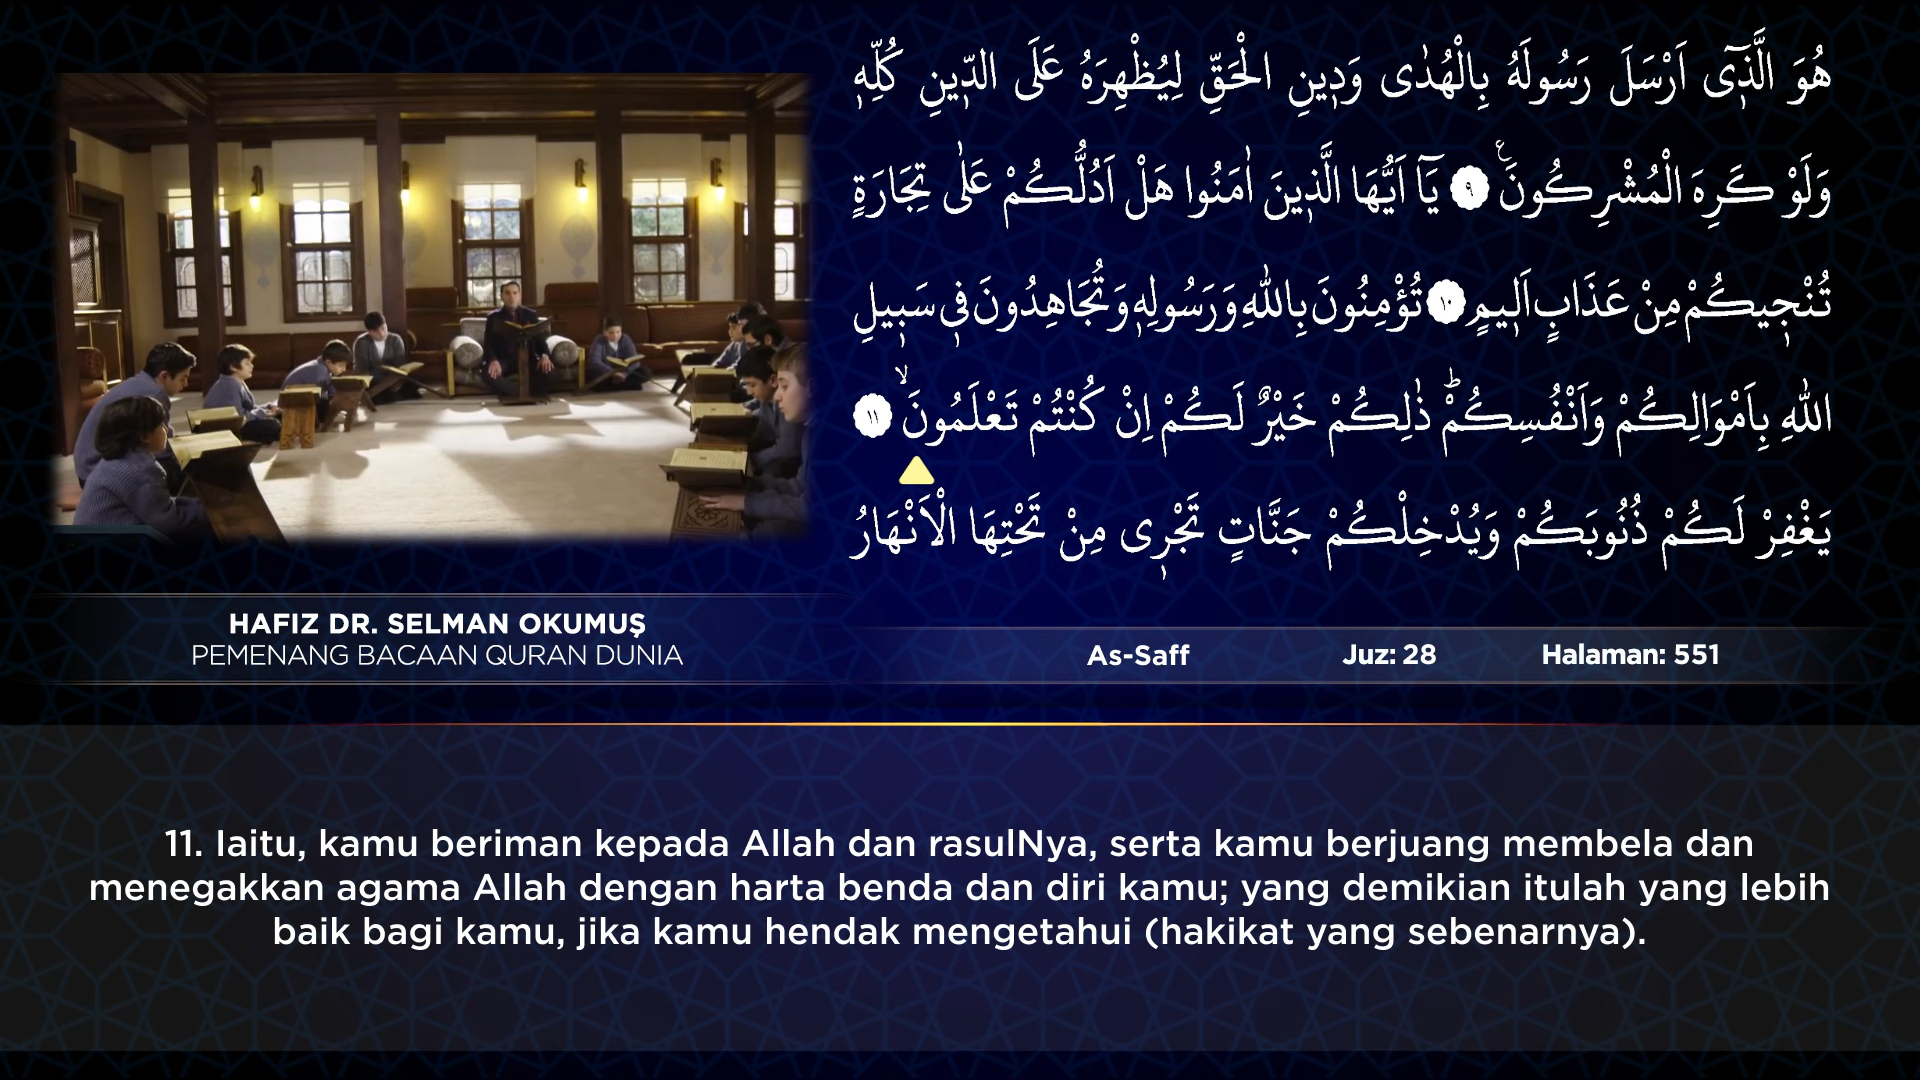 هُوَ الَّذ۪ٓى اَرْسَلَ رَسُولَهُ بِالْهُدٰى وَد۪ينِ الْحَقِّ لِيُظْهِرَهُ عَلَى الدّ۪ينِ كُلِّه۪
وَلَوْ كَرِهَ الْمُشْرِكُونَ۟ ﴿٩﴾ يَٓا اَيُّهَا الَّذ۪ينَ اٰمَنُوا هَلْ اَدُلُّكُمْ عَلٰى تِجَارَةٍ
تُنْج۪يكُمْ مِنْ عَذَابٍ اَل۪يمٍ ﴿١٠﴾ تُؤْمِنُونَ بِاللّٰهِ وَرَسُولِه۪ وَتُجَاهِدُونَ ف۪ى سَب۪يلِ
اللّٰهِ بِاَمْوَالِكُمْ وَاَنْفُسِكُمْۜ ذٰلِكُمْ خَيْرٌ لَكُمْ اِنْ كُنْتُمْ تَعْلَمُونَۙ ﴿١١﴾
يَغْفِرْ لَكُمْ ذُنُوبَكُمْ وَيُدْخِلْكُمْ جَنَّاتٍ تَجْر۪ى مِنْ تَحْتِهَا الْاَنْهَارُ
HAFIZ DR. SELMAN OKUMUŞ
PEMENANG BACAAN QURAN DUNIA
As-Saff Juz: 28 Halaman: 551
11. Iaitu, kamu beriman kepada Allah dan rasulNya, serta kamu berjuang membela dan
menegakkan agama Allah dengan harta benda dan diri kamu; yang demikian itulah yang lebih
baik bagi kamu, jika kamu hendak mengetahui (hakikat yang sebenarnya).